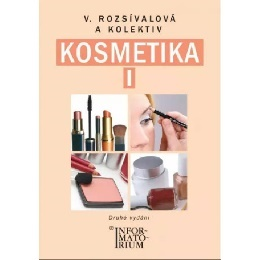 V. ROZSÍVALOVÁ
A KOLEKTIV
KOSMETIKA
I
Druhé vydání
©INFOR-
MATO-
RIUM